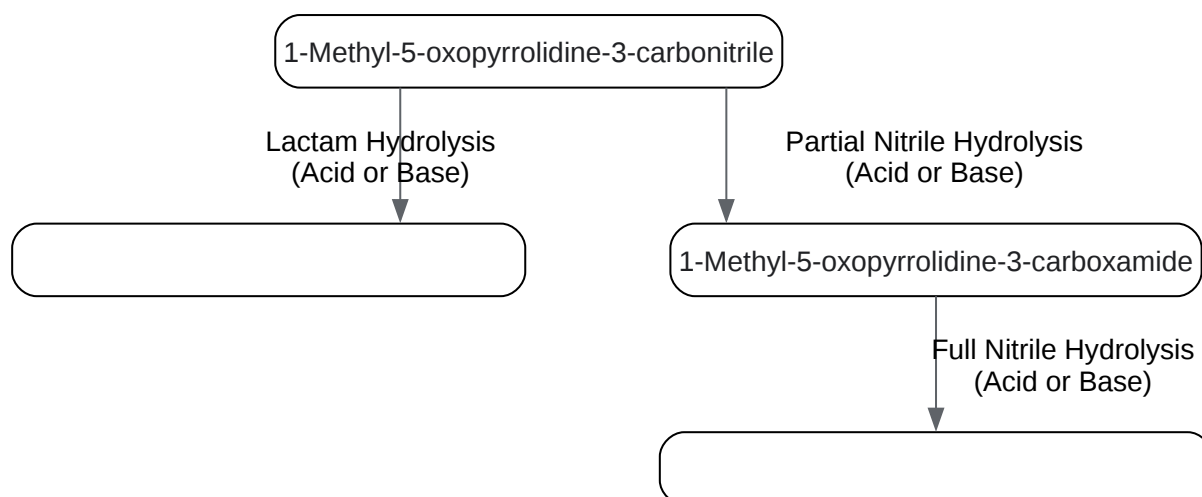 1-Methyl-5-oxopyrrolidine-3-carbonitrile
Lactam Hydrolysis
(Acid or Base)
Partial Nitrile Hydrolysis
(Acid or Base)
1-Methyl-5-oxopyrrolidine-3-carboxamide
Full Nitrile Hydrolysis
(Acid or Base)